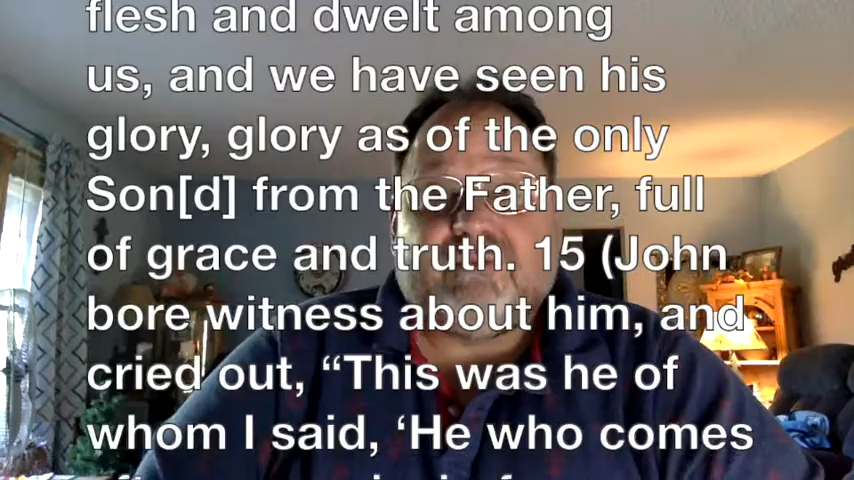 flesh and dwelt among
us, and we have seen his
glory, glory as of the only
Son[d] from the Father, full
of grace and truth. 15 (John
bore witness about him, and
cried out, “This was he of
whom I said, ‘He who comes